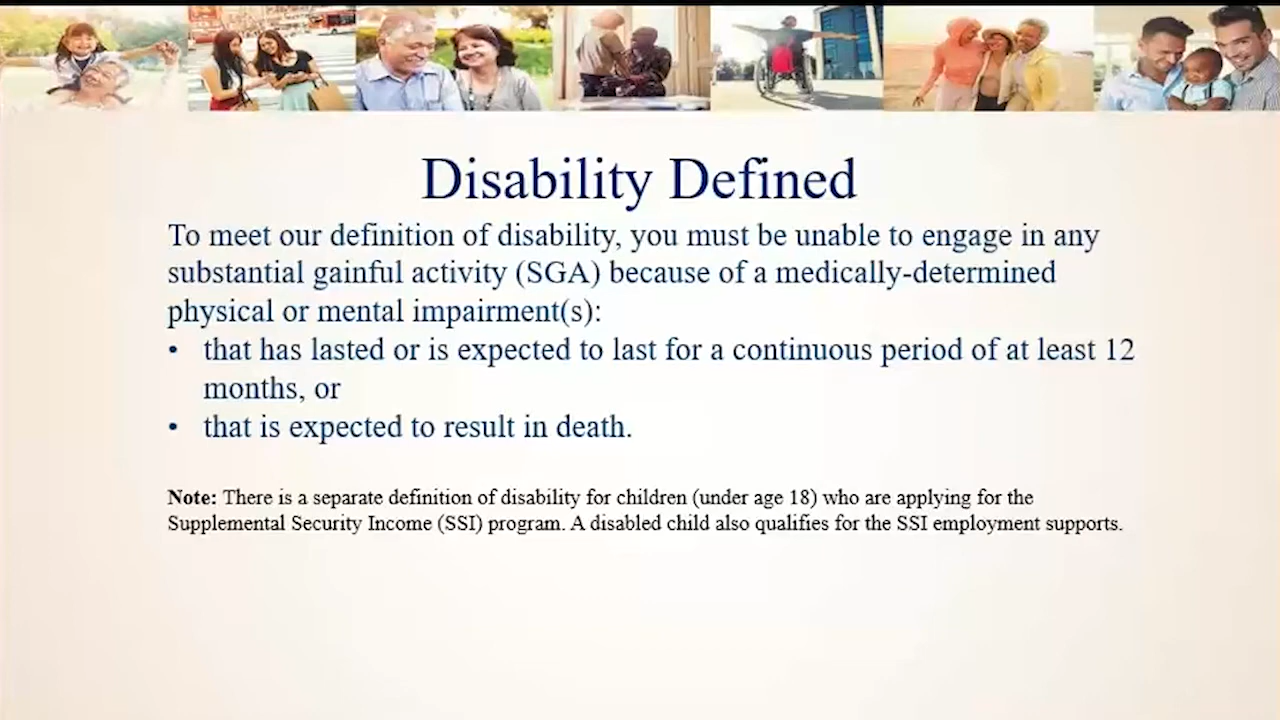 Disability Defined
To meet our definition of disability, you must be unable to engage in any
substantial gainful activity (SGA) because of a medically-determined
physical or mental impairment(s):
• that has lasted or is expected to last for a continuous period of at least 12
months, or
• that is expected to result in death.
Note: There is a separate definition of disability for children (under age 18) who are applying for the
Supplemental Security Income (SSI) program. A disabled child also qualifies for the SSI employment supports.